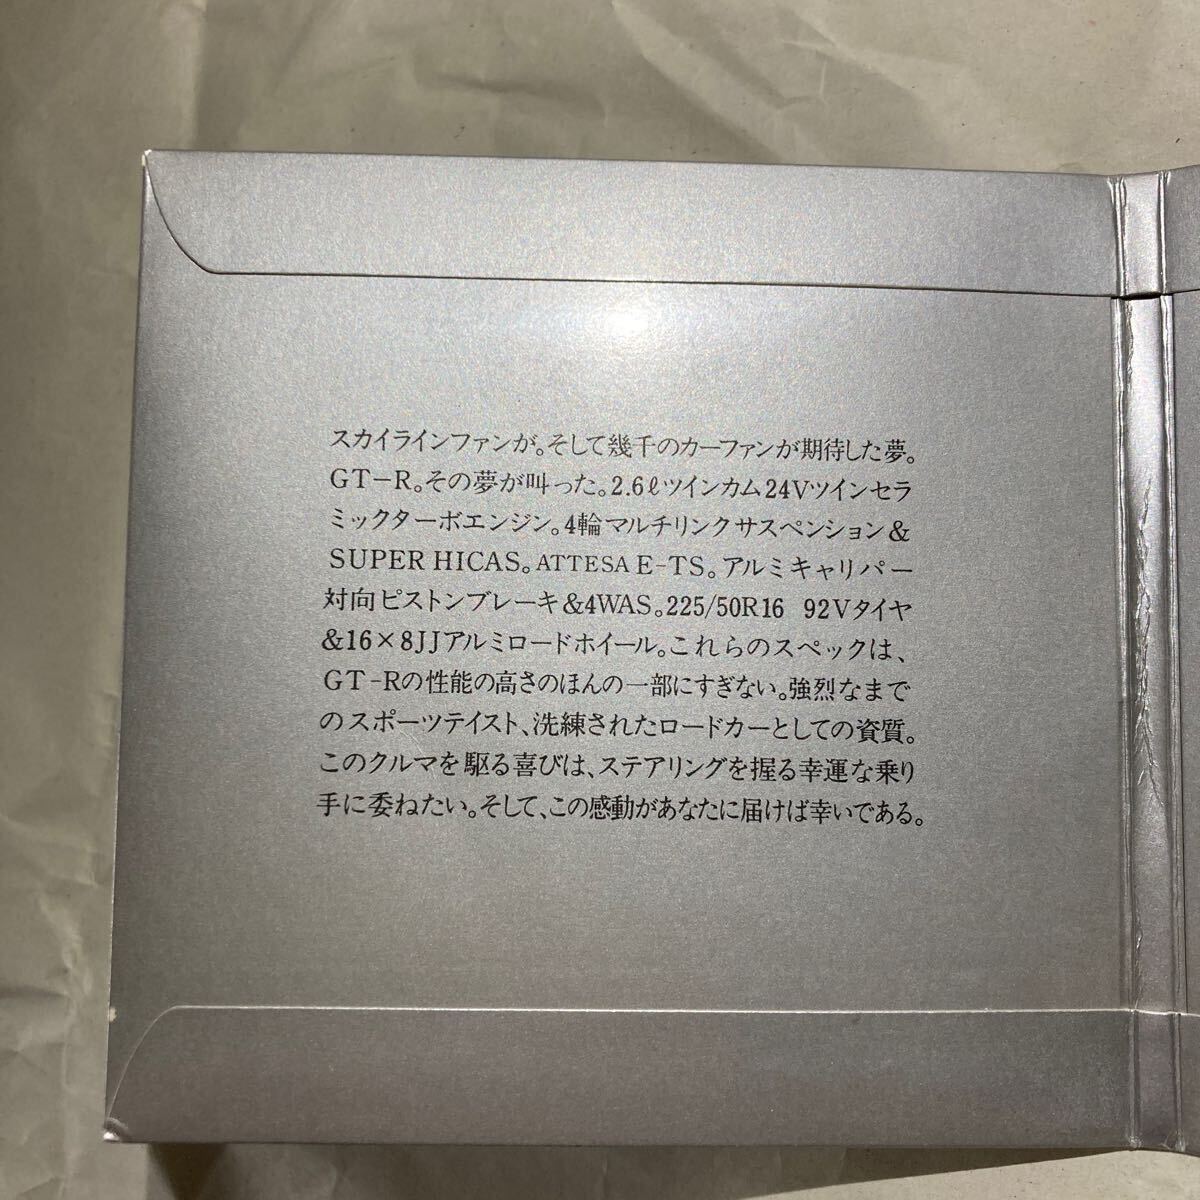 スカイラインファンが。そして幾千のカーファンが期待した夢。
GT-R。その夢が叫った。2.6ℓツインカム24Vツインセラ
ミックターボエンジン。4輪マルチリンクサスペンション&
SUPER HICAS。ATTESA E-TS。アルミキャリパー
対向ピストンブレーキ&4WAS。225/50R16 92Vタイヤ
&16×8JJアルミロードホイール。これらのスペックは、
GT-Rの性能の高さのほんの一部にすぎない。強烈なまで
のスポーツテイスト、洗練されたロードカーとしての資質。
このクルマを駆る喜びは、ステアリングを握る幸運な乗り
手に委ねたい。そして、この感動があなたに届けば幸いである。